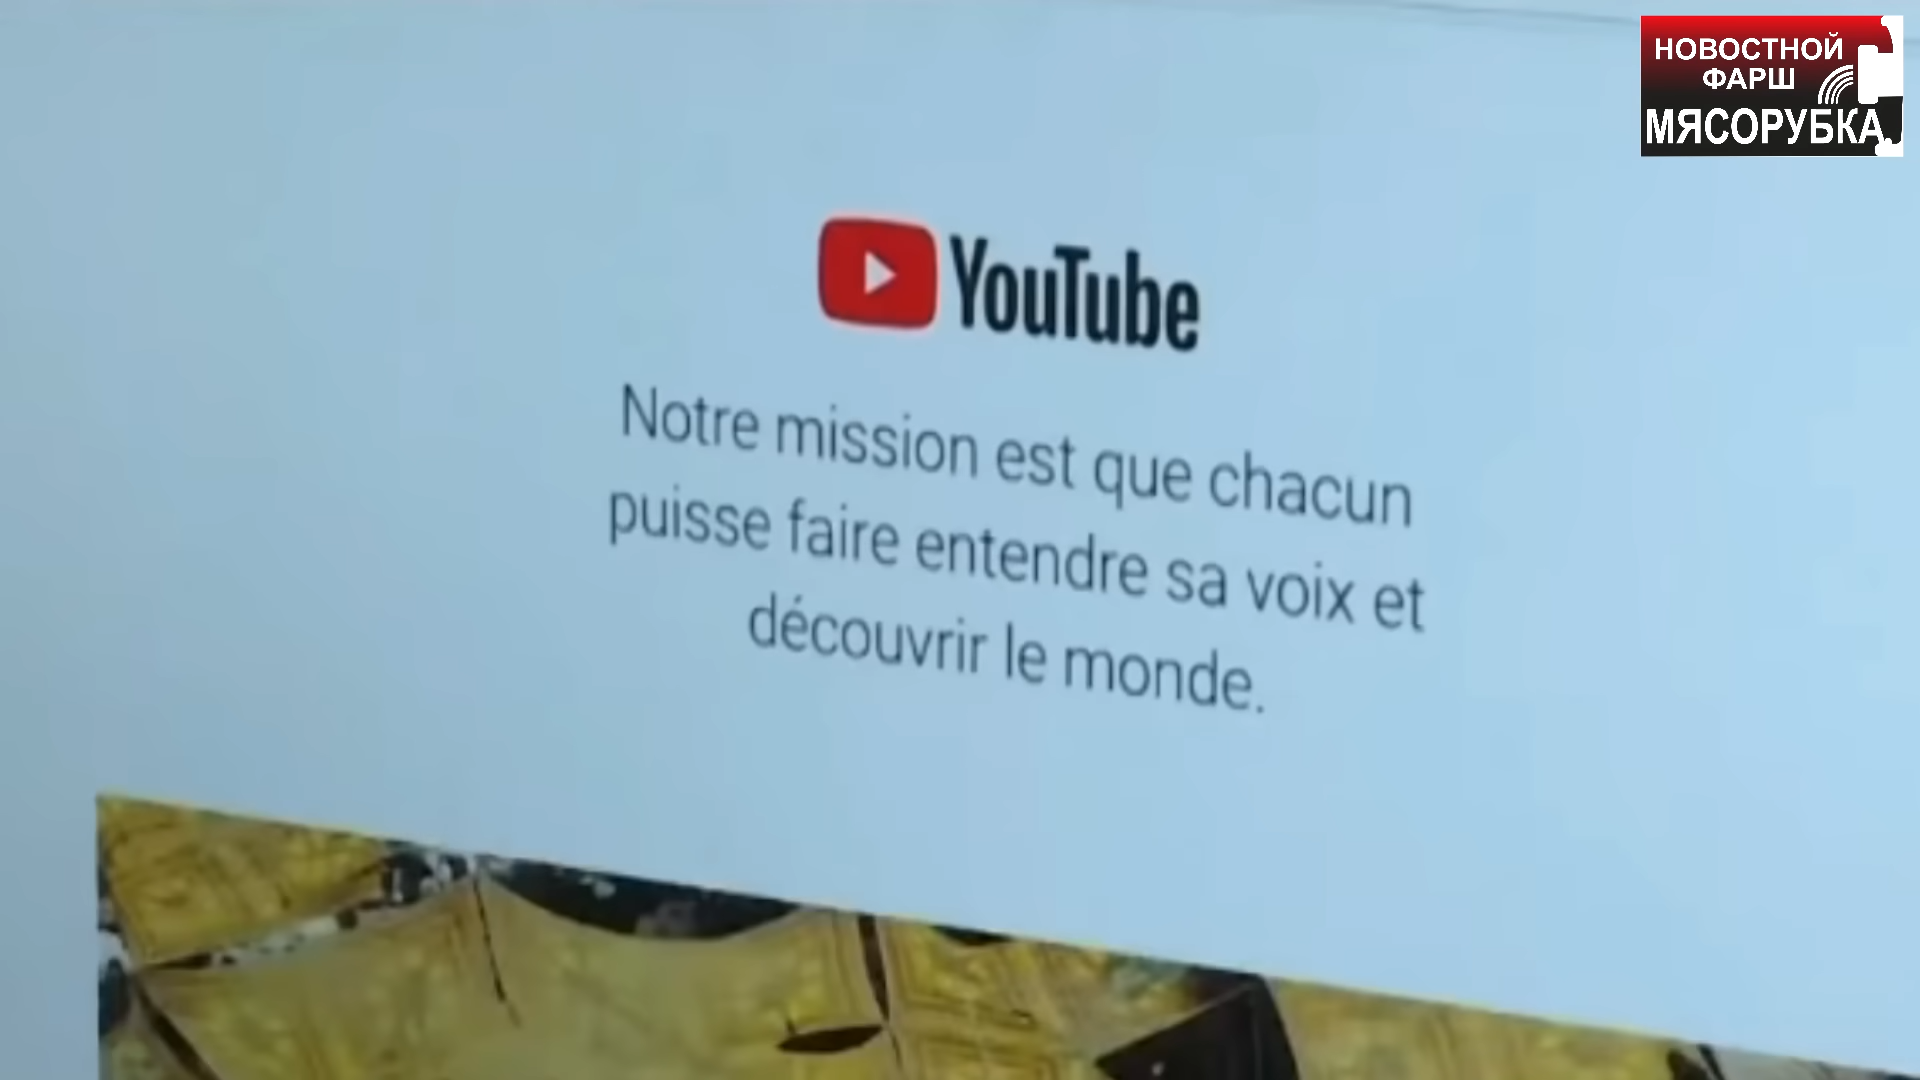 НОВОСТНОЙ
ФАРШ
МЯСОРУБКА
YouTube
Notre mission est que chacun
puisse faire entendre sa voix et
découvrir le monde.